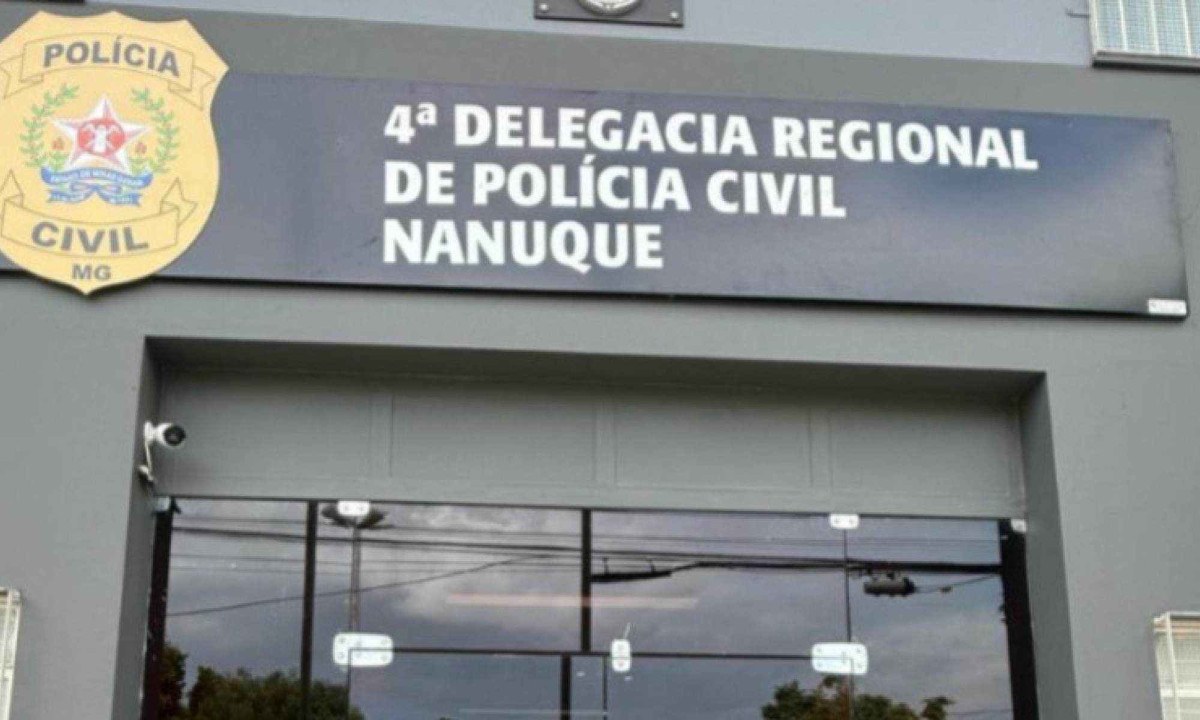 POLÍCIA
CIVIL
MG
4ª DELEGACIA REGIONAL
DE POLÍCIA CIVIL
NANUQUE